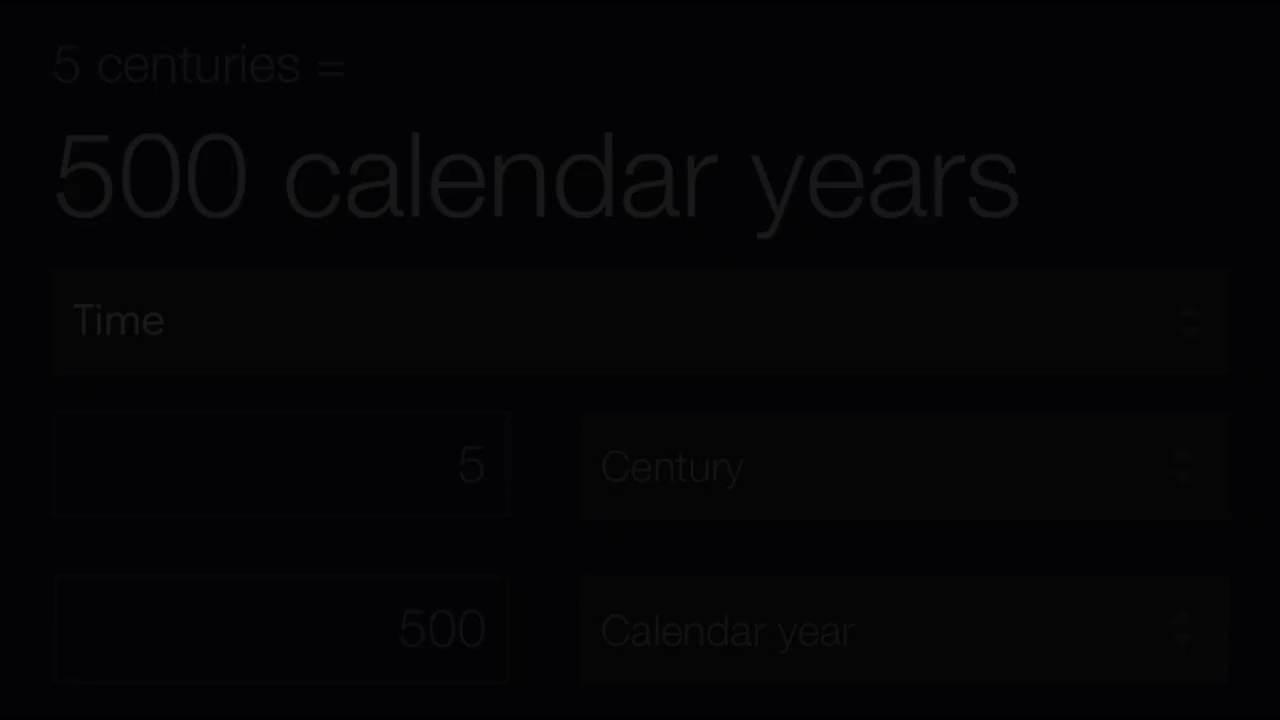 5 centuries =
500 calendar years
Time
5
Century
500
Calendar year